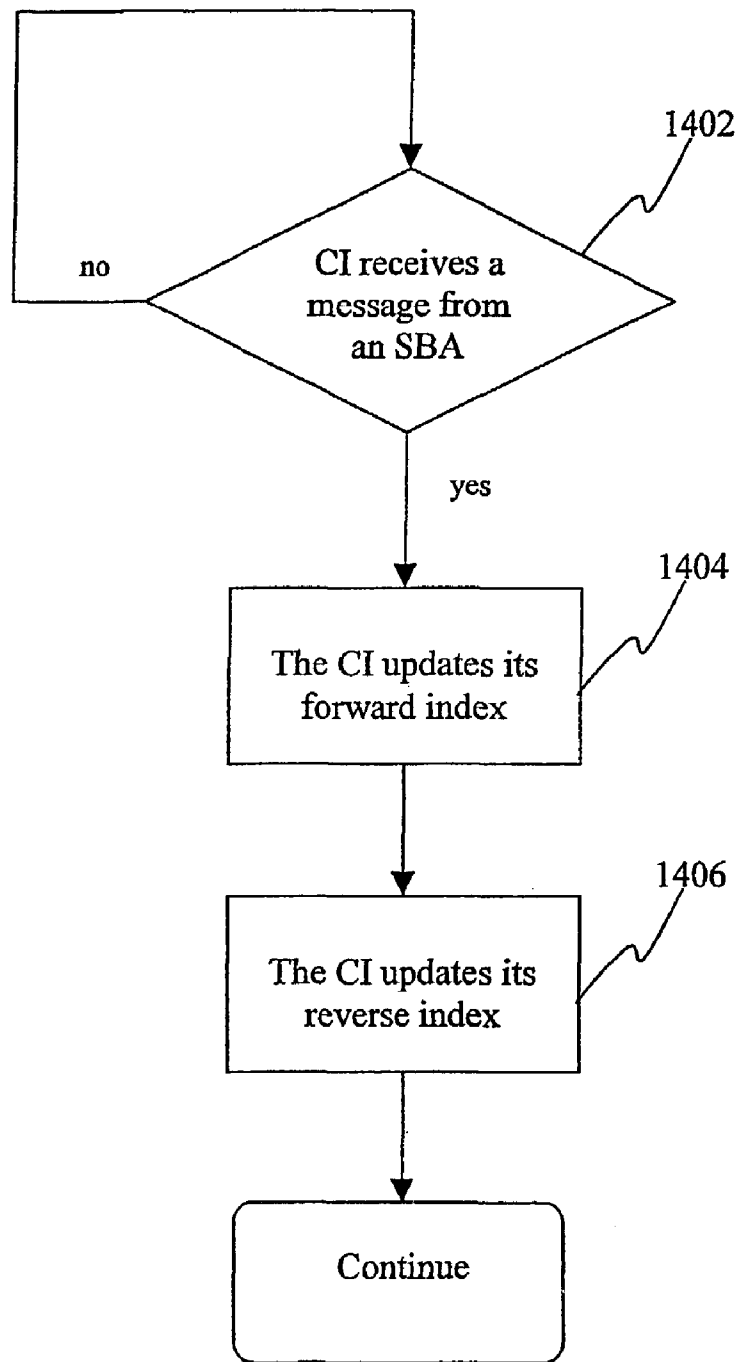 1402
no
CI receives a
message from
an SBA
yes
1404
The CI updates its
forward index
1406
The CI updates its
reverse index
Continue